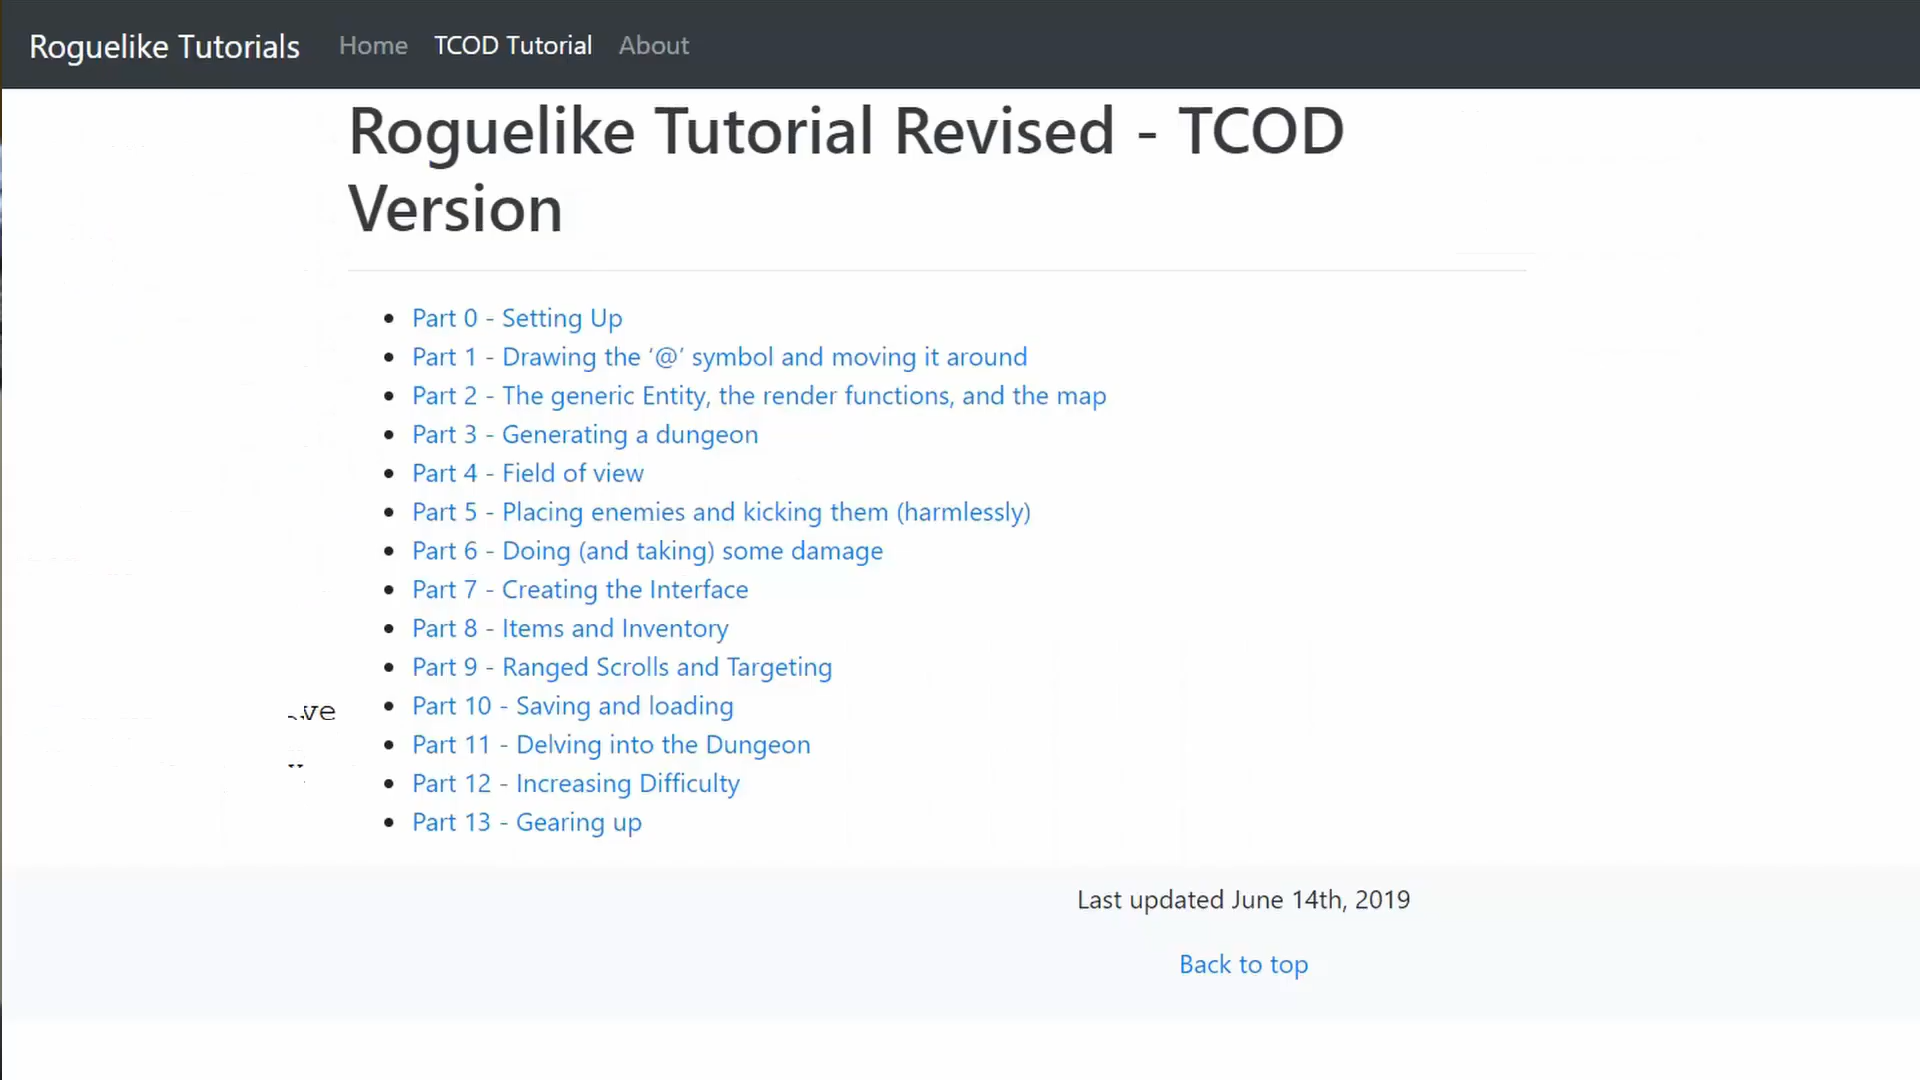 Roguelike Tutorials Home TCOD Tutorial About
Roguelike Tutorial Revised - TCOD
Version
Part 0 - Setting Up
Part 1 - Drawing the ‘@’ symbol and moving it around
Part 2 - The generic Entity, the render functions, and the map
Part 3 - Generating a dungeon
Part 4 - Field of view
Part 5 - Placing enemies and kicking them (harmlessly)
Part 6 - Doing (and taking) some damage
Part 7 - Creating the Interface
Part 8 - Items and Inventory
Part 9 - Ranged Scrolls and Targeting
Part 10 - Saving and loading
Part 11 - Delving into the Dungeon
Part 12 - Increasing Difficulty
Part 13 - Gearing up
Last updated June 14th, 2019
Back to top